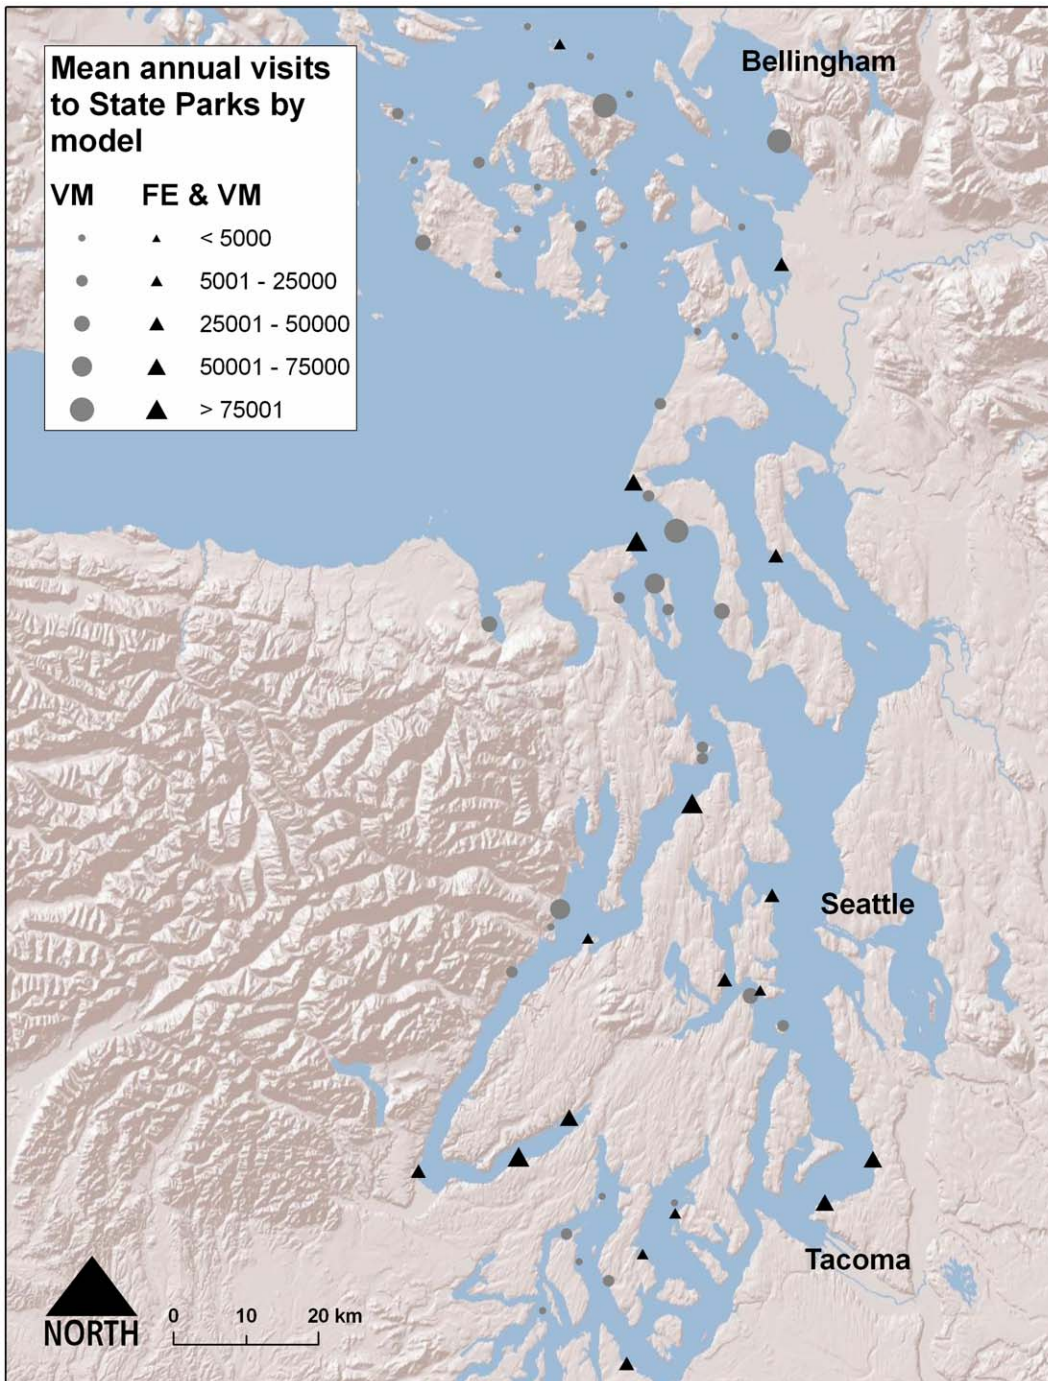 Mean annual visits
to State Parks by
model
VM FE & VM
< 5000
5001 - 25000
25001 - 50000
50001 - 75000
> 75001
Bellingham
Seattle
Tacoma
NORTH
0 10 20 km